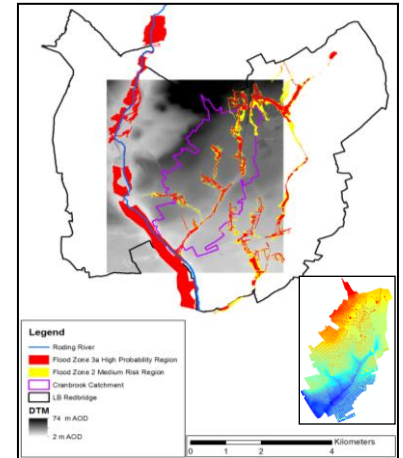 Legend
Roding River
Flood Zone 3a High Probability Region
Flood Zone 2 Medium Risk Region
Cranbrook Catchment
LB Redbridge
DTM
74 m AOD
2 m AOD
0 1 2 4
Kilometers